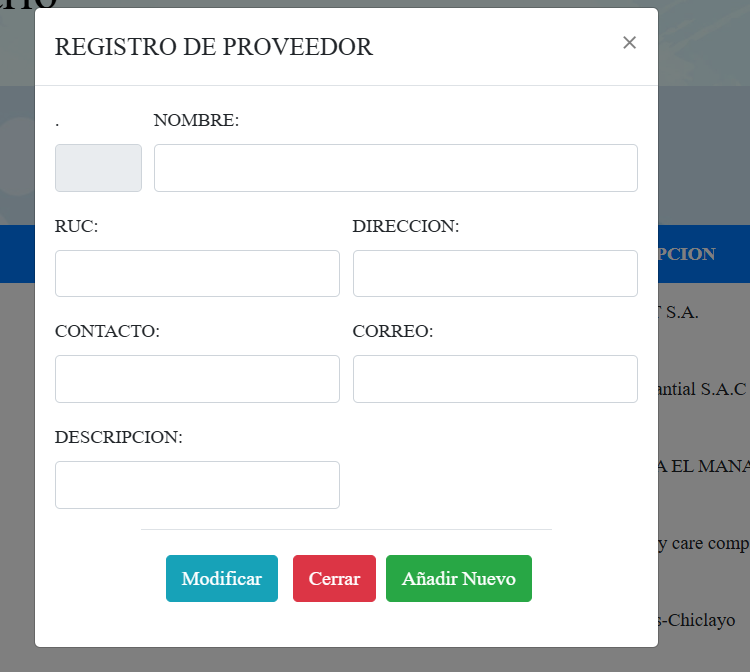 REGISTRO DE PROVEEDOR ×
. NOMBRE:
RUC: DIRECCION:
PCION
S.A.
CONTACTO: CORREO:
antial S.A.C
DESCRIPCION:
A EL MANA
y care comp
Modificar Cerrar Añadir Nuevo
s-Chiclayo